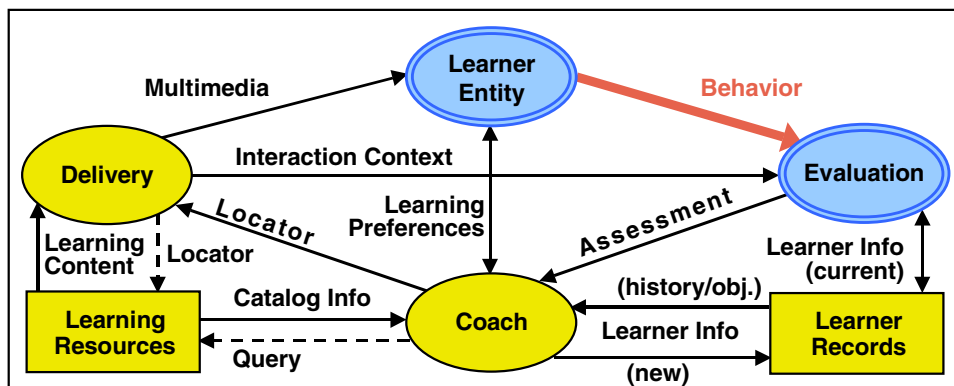 Multimedia
Learner
Entity
Behavior
Delivery
Interaction Context
Evaluation
Locator
Learning
Preferences
Assessment
Learning
Content
Locator
Learner Info
(current)
Learning
Resources
Catalog Info
Query
Coach
(history/obj.)
Learner Info
(new)
Learner
Records